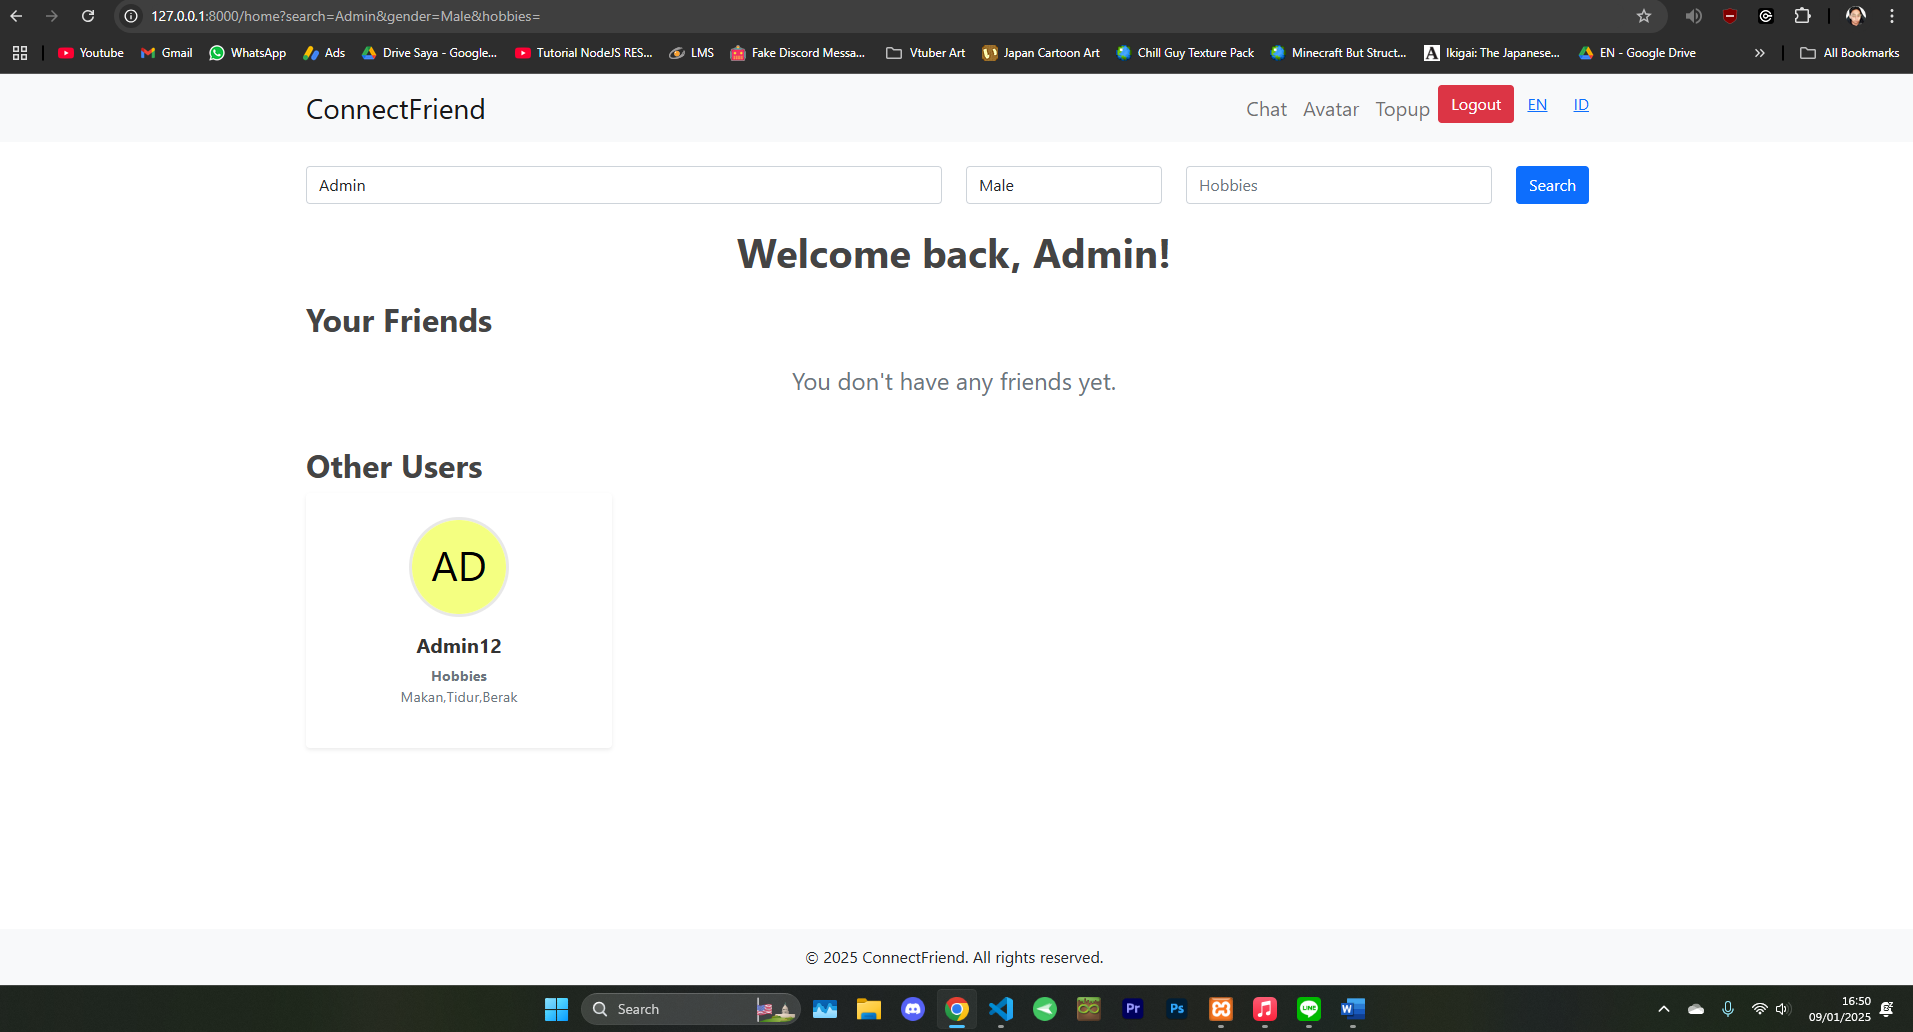 127.0.0.1:8000/home?search=Admin&gender=Male&hobbies=
Youtube
Gmail
WhatsApp
Ads
Drive Saya - Google...
Tutorial NodeJS RES...
LMS
Fake Discord Messa...
Vtuber Art
Japan Cartoon Art
Chill Guy Texture Pack
Minecraft But Struct...
Ikigai: The Japanese...
EN - Google Drive
»
All Bookmarks
ConnectFriend
Chat
Avatar
Topup
Logout
EN
ID
Admin
Male
Hobbies
Search
Welcome back, Admin!
Your Friends
You don't have any friends yet.
Other Users
AD
Admin12
Hobbies
Makan,Tidur,Berak
© 2025 ConnectFriend. All rights reserved.
Search
Pr
Ps
LINE
W
16:50
09/01/2025